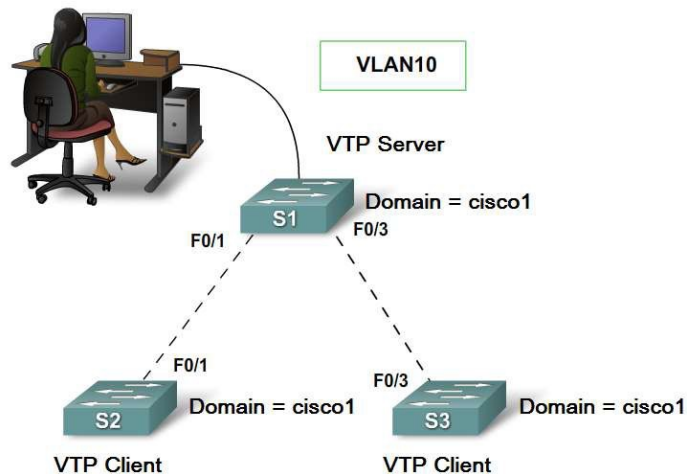 VLAN10
VTP Server
S1
Domain = cisco1
F0/1
F0/3
F0/1
F0/3
S2
Domain = cisco1
S3
Domain = cisco1
VTP Client
VTP Client